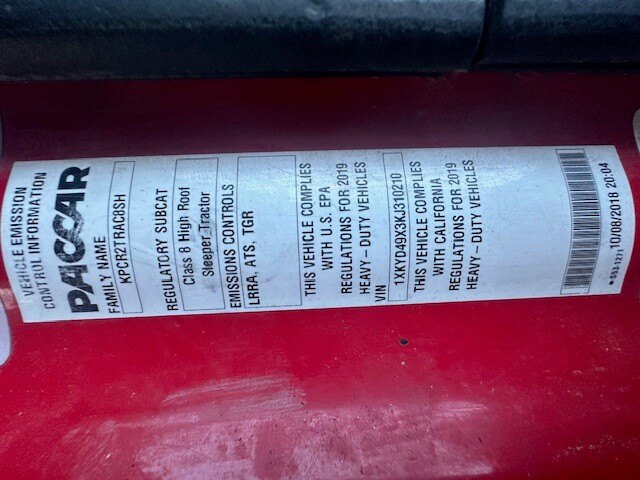 VEHICLE EMISSION
CONTROL INFORMATION
PACCAR
FAMILY NAME
KPCR2TRAC8SH
REGULATORY SUBCAT
Class 8 High Roof
Sleeper Tractor
EMISSIONS CONTROLS
LRRA, ATS, TGR
THIS VEHICLE COMPLIES
WITH U.S. EPA
REGULATIONS FOR 2019
HEAVY-DUTY VEHICLES
VIN
1XKYD49X3KJ310210
THIS VEHICLE COMPLIES
WITH CALIFORNIA
REGULATIONS FOR 2019
HEAVY-DUTY VEHICLES
10/08/2018 20:04